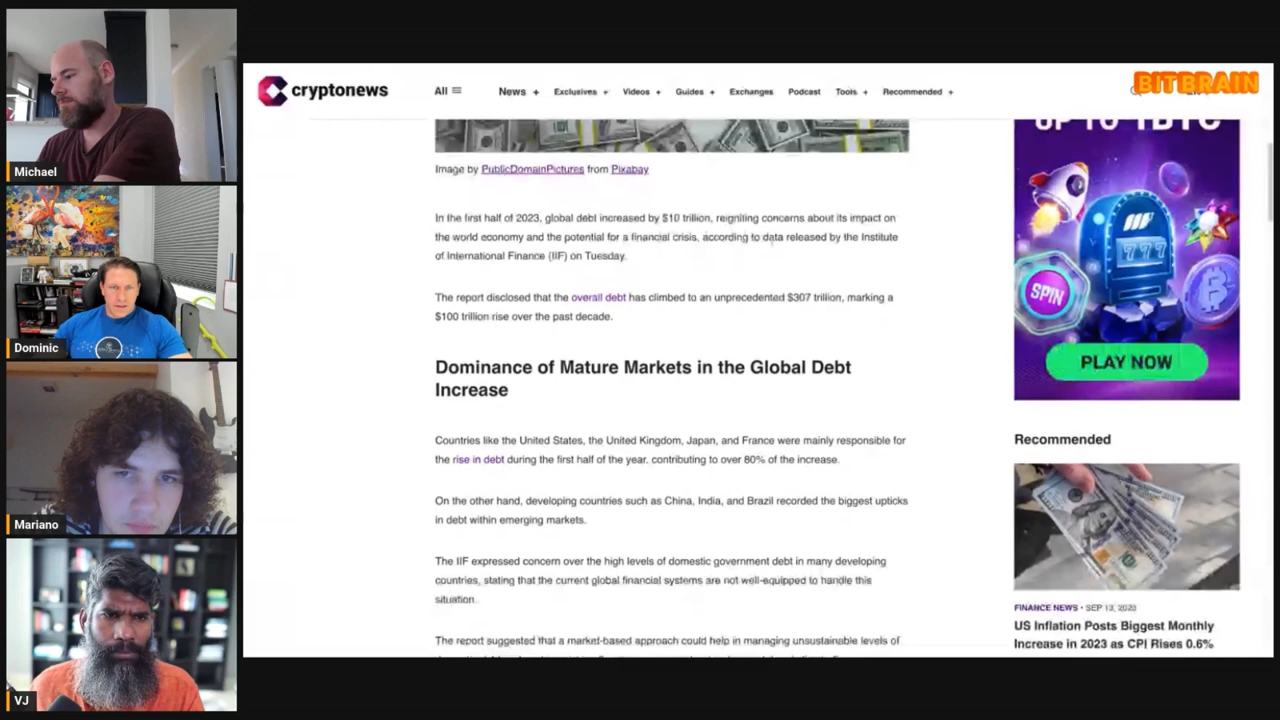 Michael
Dominic
Mariano
VJ
cryptonews
All
News +
Exclusives +
Videos +
Guides +
Exchanges
Podcast
Tools +
Recommended +
BITBRAIN
Image by PublicDomainPictures from Pixabay
In the first half of 2023, global debt increased by $10 trillion, reigniting concerns about its impact on
the world economy and the potential for a financial crisis, according to data released by the Institute
of International Finance (IIF) on Tuesday.
The report disclosed that the overall debt has climbed to an unprecedented $307 trillion, marking a
$100 trillion rise over the past decade.
Dominance of Mature Markets in the Global Debt
Increase
Countries like the United States, the United Kingdom, Japan, and France were mainly responsible for
the rise in debt during the first half of the year, contributing to over 80% of the increase.
On the other hand, developing countries such as China, India, and Brazil recorded the biggest upticks
in debt within emerging markets.
The IIF expressed concern over the high levels of domestic government debt in many developing
countries, stating that the current global financial systems are not well-equipped to handle this
situation.
The report suggested that a market-based approach could help in managing unsustainable levels of
UP TO 1BTC
777
SPIN
PLAY NOW
Recommended
FINANCE NEWS • SEP 13, 2023
US Inflation Posts Biggest Monthly
Increase in 2023 as CPI Rises 0.6%